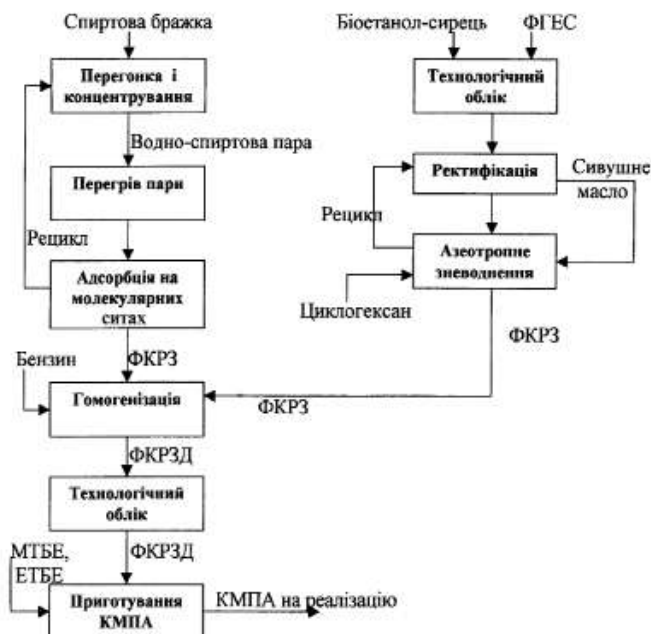 Спиртова бражка
Біоетанол-сирець
ФГЕС
Перегонка і
концентрування
Технологічний
облік
Водно-спиртова пара
Перегрів пари
Ректифікація
Сивушне
масло
Рецикл
Рецикл
Адсорбція на
молекулярних
ситах
Азеотропне
зневоднення
Циклогексан
ФКРЗ
ФКРЗ
Бензин
Гомогенізація
ФКРЗ
ФКРЗД
Технологічний
облік
ФКРЗД
МТБЕ,
ЕТБЕ
Приготування
КМПА
КМПА на реалізацію